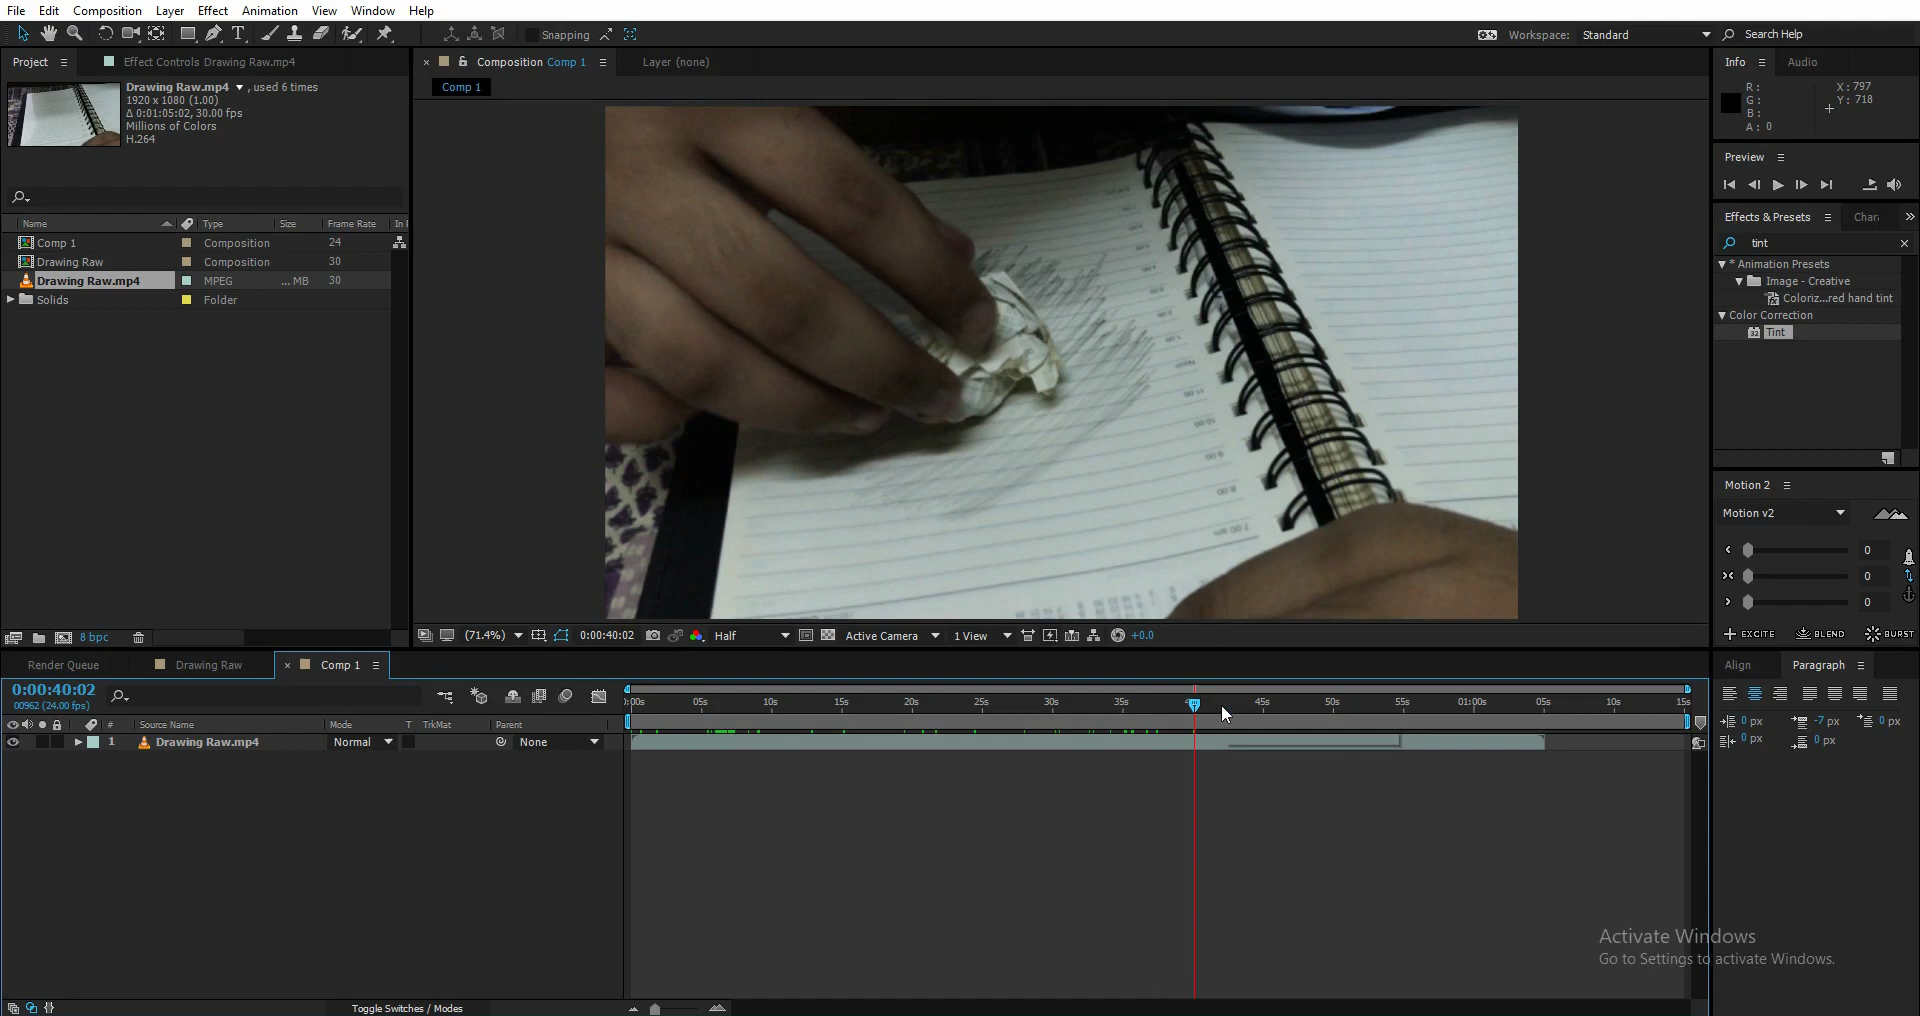 File Edit Composition Layer Effect Animation View Window Help
Snapping
Workspace: Standard
Search Help
Project
Effect Controls Drawing Raw.mp4
Drawing Raw.mp4 , used 6 times
1920 x 1080 (1.00)
Δ 0:01:05:02, 30.00 fps
Millions of Colors
H.264
Name Type Size Frame Rate In
Comp 1 Composition 24
Drawing Raw Composition 30
Drawing Raw.mp4 MPEG ... MB 30
Solids Folder
8 bpc
Composition Comp 1
Layer (none)
Comp 1
(71.4%) 0:00:40:02 Half Active Camera 1 View +0.0
Info Audio
R: X: 797
G: Y: 718
B:
A: 0
Preview
Effects & Presets Chara
tint
* Animation Presets
Image - Creative
Coloriz...red hand tint
Color Correction
32 Tint
Motion 2
Motion v2
0
0
0
EXCITE BLEND BURST
Render Queue Drawing Raw Comp 1
0:00:40:02
00962 (24.00 fps)
# Source Name Mode T TrkMat Parent
1 Drawing Raw.mp4 Normal None
:00s 05s 10s 15s 20s 25s 30s 35s 45s 50s 55s 01:00s 05s 10s 15s
Toggle Switches / Modes
Align Paragraph
0 px -7 px 0 px
0 px 0 px
Activate Windows
Go to Settings to activate Windows.